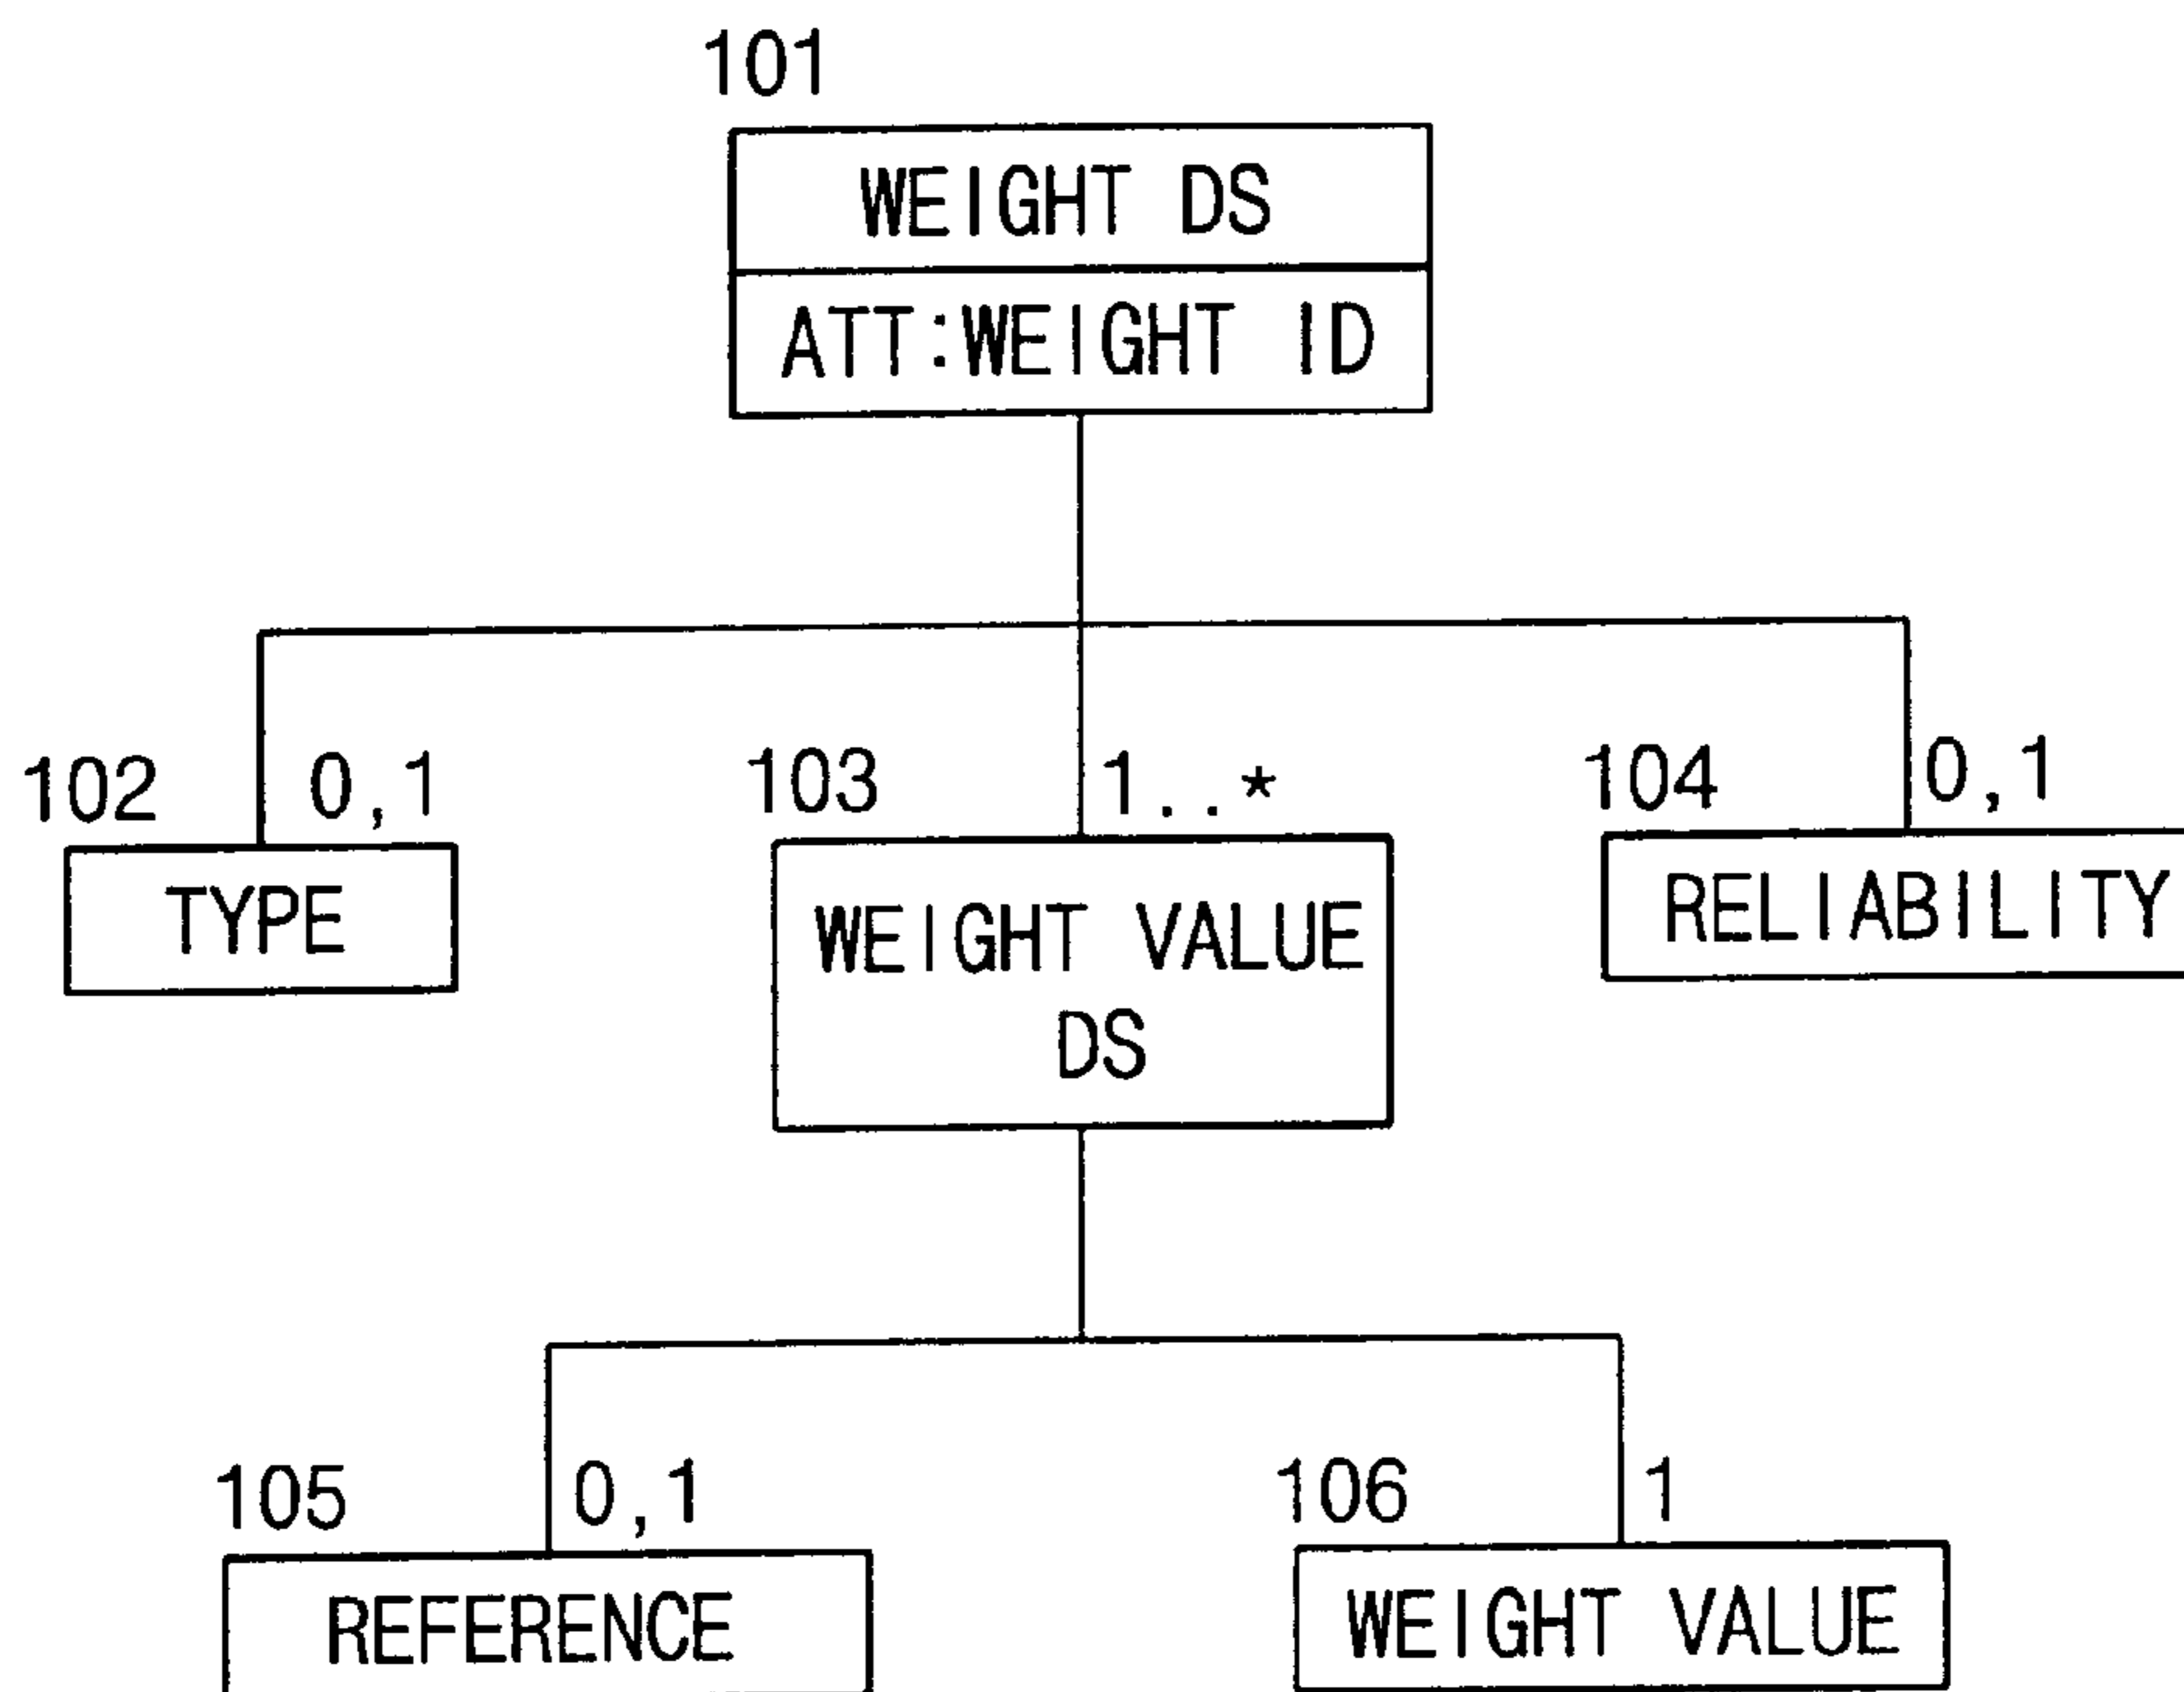 101
WEIGHT DS
ATT:WEIGHT ID
102 0,1 103 1..* 104 0,1
TYPE
WEIGHT VALUE
DS
RELIABILITY
105 0,1 106 1
REFERENCE
WEIGHT VALUE